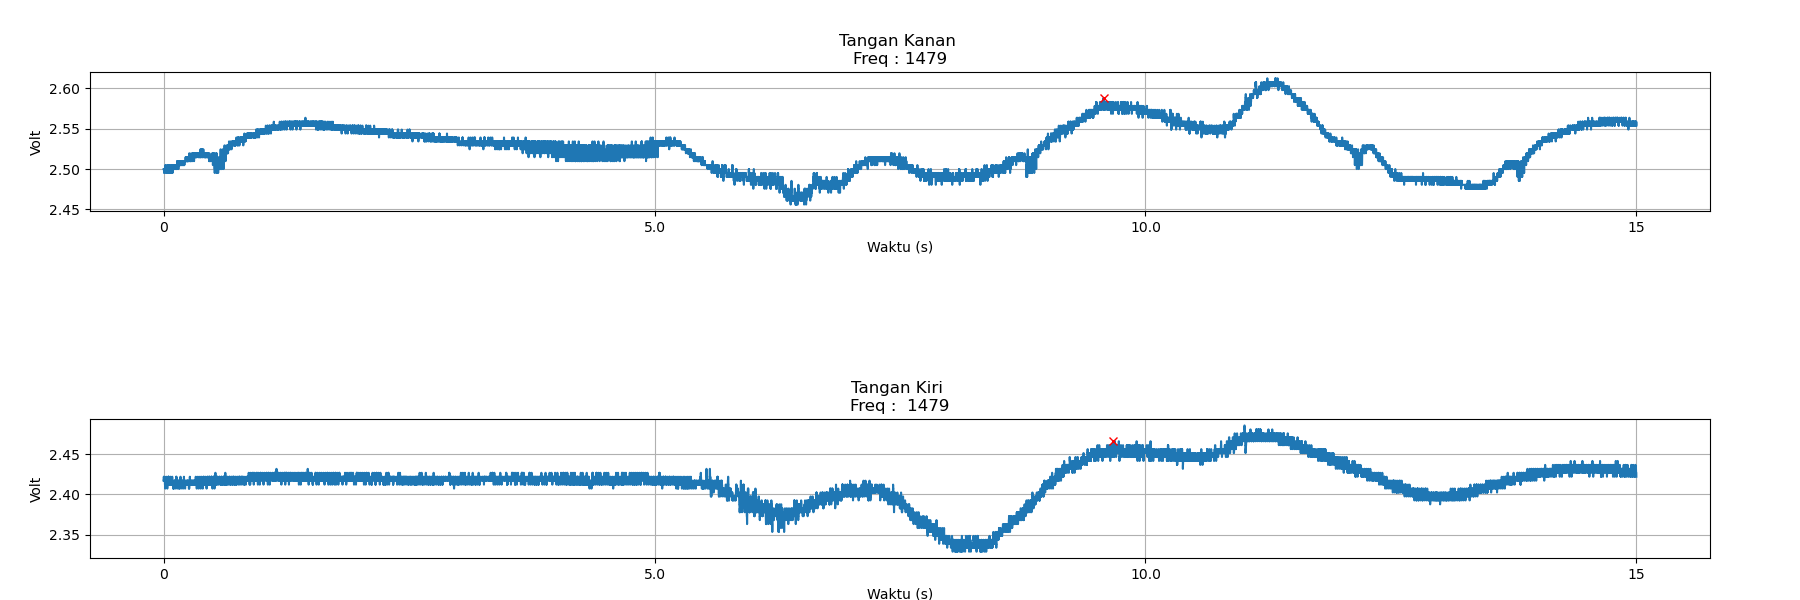 Tangan Kanan
Freq : 1479
2.60
2.55
2.50
2.45
Volt
0 5.0 10.0 15
Waktu (s)
Tangan Kiri
Freq :  1479
2.45
2.40
2.35
Volt
0 5.0 10.0 15
Waktu (s)